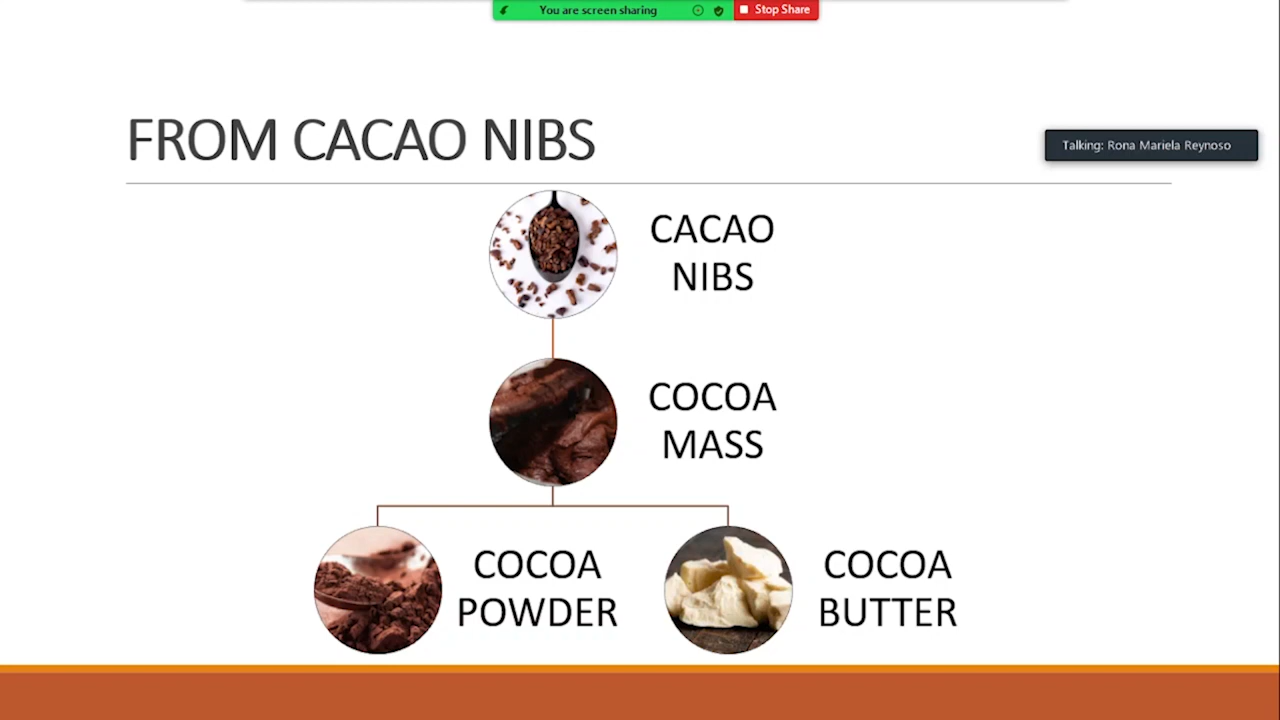 You are screen sharing
Stop Share
FROM CACAO NIBS
Talking: Rona Mariela Reynoso
CACAO
NIBS
COCOA
MASS
COCOA
POWDER
COCOA
BUTTER